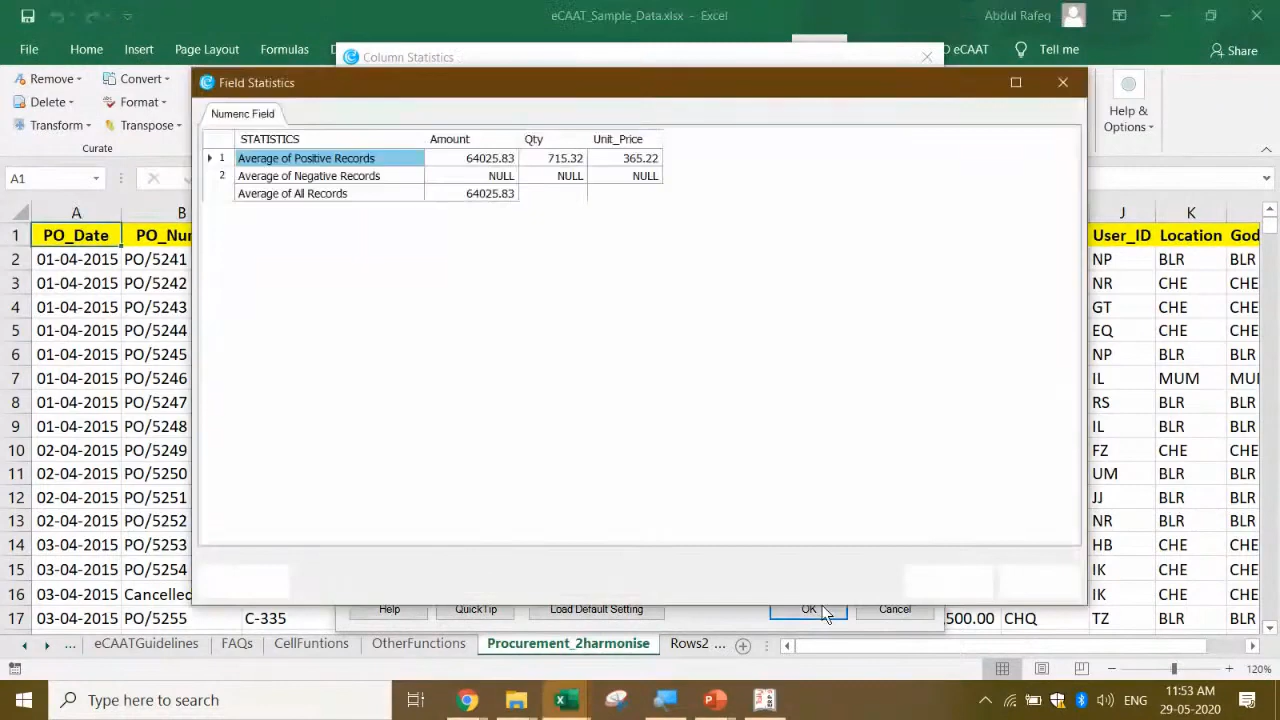 eCAAT_Sample_Data.xlsx - Excel
Abdul Rafeq
File Home Insert Page Layout Formulas
eCAAT Tell me Share
Column Statistics
Remove Convert
Delete Format
Transform Transpose
Curate
Help &
Options
Field Statistics
Numeric Field
STATISTICS Amount Qty Unit_Price
1 Average of Positive Records 64025.83 715.32 365.22
2 Average of Negative Records NULL NULL NULL
Average of All Records 64025.83
A1
A B J K
1 PO_Date PO_Nu User_ID Location God
2 01-04-2015 PO/5241 NP BLR BLR
3 01-04-2015 PO/5242 NR CHE CHE
4 01-04-2015 PO/5243 GT CHE CHE
5 01-04-2015 PO/5244 EQ CHE CHE
6 01-04-2015 PO/5245 NP BLR BLR
7 01-04-2015 PO/5246 IL MUM MU
8 01-04-2015 PO/5247 RS BLR BLR
9 01-04-2015 PO/5248 IL BLR BLR
10 02-04-2015 PO/5249 FZ CHE CHE
11 02-04-2015 PO/5250 UM BLR BLR
12 02-04-2015 PO/5251 JJ BLR BLR
13 02-04-2015 PO/5252 NR BLR BLR
14 03-04-2015 PO/5253 HB CHE CHE
15 03-04-2015 PO/5254 IK CHE CHE
16 03-04-2015 Cancelled IK CHE CHE
17 03-04-2015 PO/5255 C-335 500.00 CHQ TZ BLR BLR
Help QuickTip Load Default Setting OK Cancel
... eCAATGuidelines FAQs CellFuntions OtherFunctions Procurement_2harmonise Rows2 ...
120%
Type here to search
ENG
11:53 AM
29-05-2020